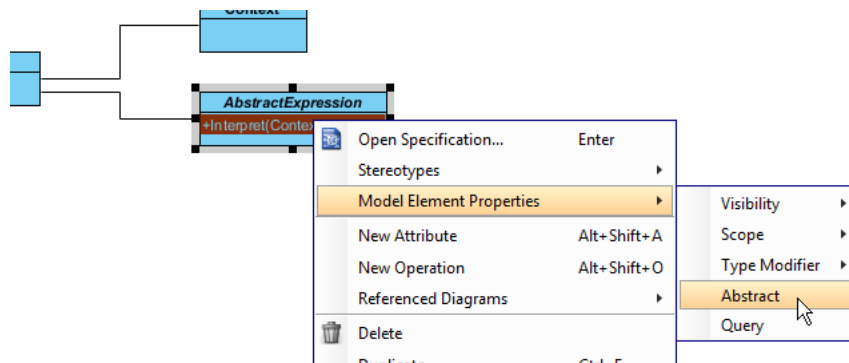 Context
AbstractExpression
+Interpret(Contex
Open Specification... Enter
Stereotypes
Model Element Properties
New Attribute Alt+Shift+A
New Operation Alt+Shift+O
Referenced Diagrams
Delete
Visibility
Scope
Type Modifier
Abstract
Query